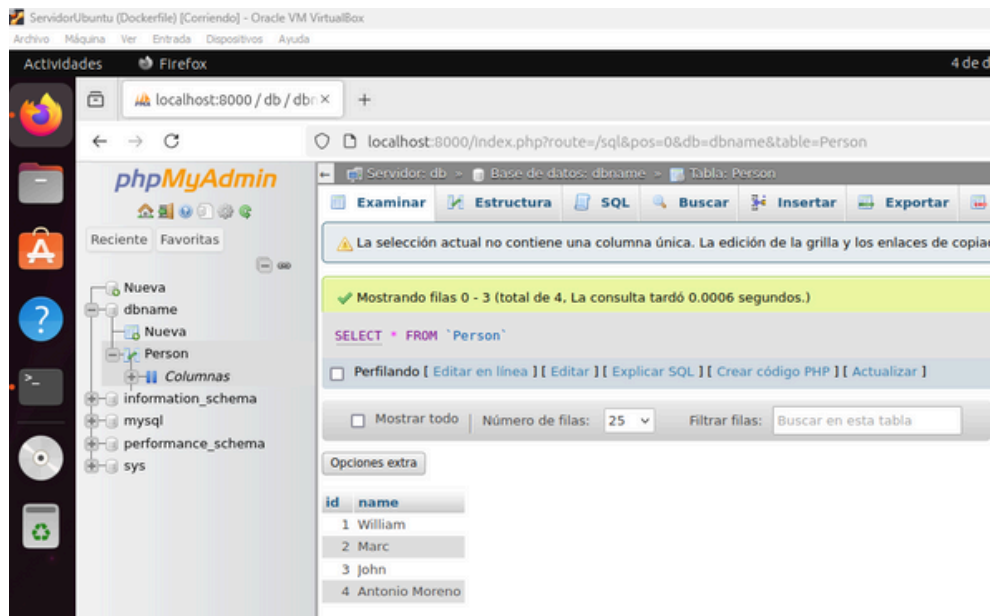 ServidorUbuntu (Dockerfile) [Corriendo] - Oracle VM VirtualBox
Archivo Máquina Ver Entrada Dispositivos Ayuda
Actividades Firefox 4 de d
localhost:8000 / db / dbn × +
localhost:8000/index.php?route=/sql&pos=0&db=dbname&table=Person
phpMyAdmin
Servidor: db » Base de datos: dbname » Tabla: Person
Examinar Estructura SQL Buscar Insertar Exportar
Reciente Favoritas
La selección actual no contiene una columna única. La edición de la grilla y los enlaces de copia
Nueva
dbname
Nueva
Person
Columnas
information_schema
mysql
performance_schema
sys
Mostrando filas 0 - 3 (total de 4, La consulta tardó 0.0006 segundos.)
SELECT * FROM `Person`
Perfilando [ Editar en línea ] [ Editar ] [ Explicar SQL ] [ Crear código PHP ] [ Actualizar ]
Mostrar todo | Número de filas: 25 Filtrar filas: Buscar en esta tabla
Opciones extra
id name
1 William
2 Marc
3 John
4 Antonio Moreno